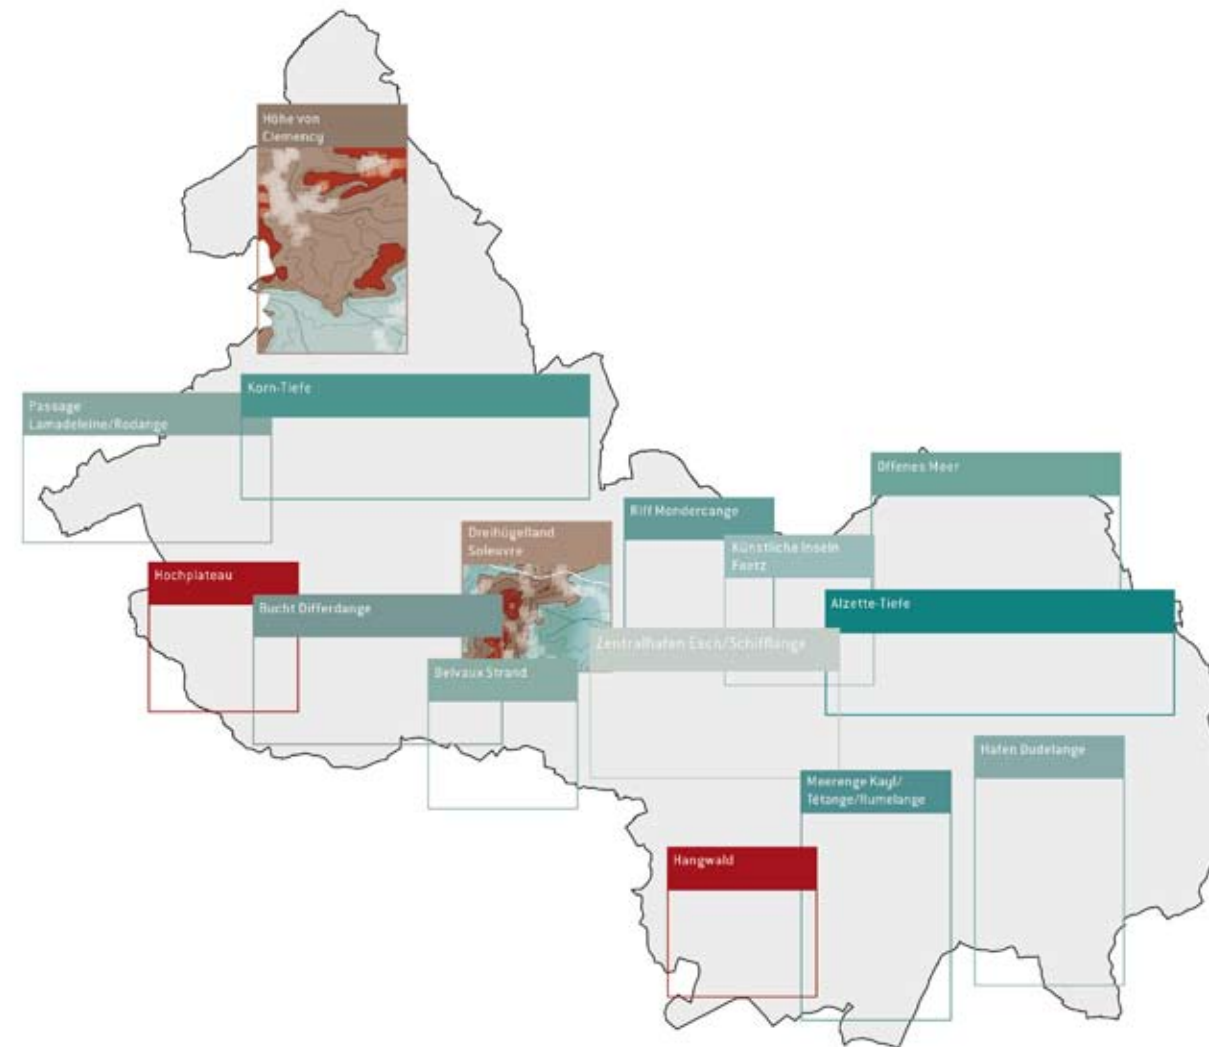 Höhe von
Clemency
Korn-Tiefe
Passage
Lamadeleine/Rodange
Offenes Meer
Riff Mondercange
Dreihügelland
Soleuvre
Künstliche Inseln
Foetz
Hochplateau
Bucht Differdange
Alzette-Tiefe
Zentralhafen Esch/Schifflange
Belvaux Strand
Hafen Dudelange
Meerenge Kayl/
Tétange/Rumelange
Hangwald